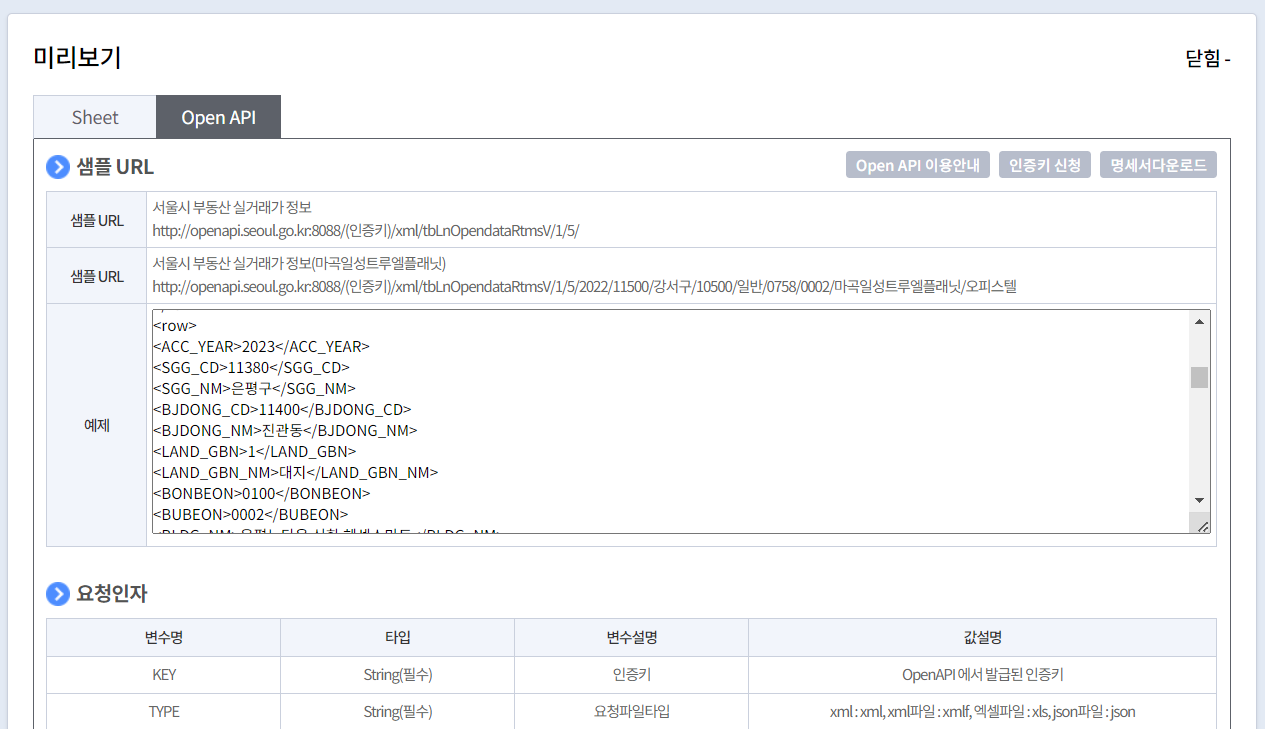 미리보기
닫힘 -
Sheet
Open API
샘플 URL
Open API 이용안내
인증키 신청
명세서다운로드
샘플 URL
서울시 부동산 실거래가 정보
http://openapi.seoul.go.kr:8088/(인증키)/xml/tbLnOpendataRtmsV/1/5/
샘플 URL
서울시 부동산 실거래가 정보(마곡일성트루엘플래닛)
http://openapi.seoul.go.kr:8088/(인증키)/xml/tbLnOpendataRtmsV/1/5/2022/11500/강서구/10500/일반/0758/0002/마곡일성트루엘플래닛/오피스텔
예제
<row>
<ACC_YEAR>2023</ACC_YEAR>
<SGG_CD>11380</SGG_CD>
<SGG_NM>은평구</SGG_NM>
<BJDONG_CD>11400</BJDONG_CD>
<BJDONG_NM>진관동</BJDONG_NM>
<LAND_GBN>1</LAND_GBN>
<LAND_GBN_NM>대지</LAND_GBN_NM>
<BONBEON>0100</BONBEON>
<BUBEON>0002</BUBEON>
요청인자
변수명 타입 변수설명 값설명
KEY String(필수) 인증키 OpenAPI 에서 발급된 인증키
TYPE String(필수) 요청파일타입 xml : xml, xml파일 : xmlf, 엑셀파일 : xls, json파일 : json